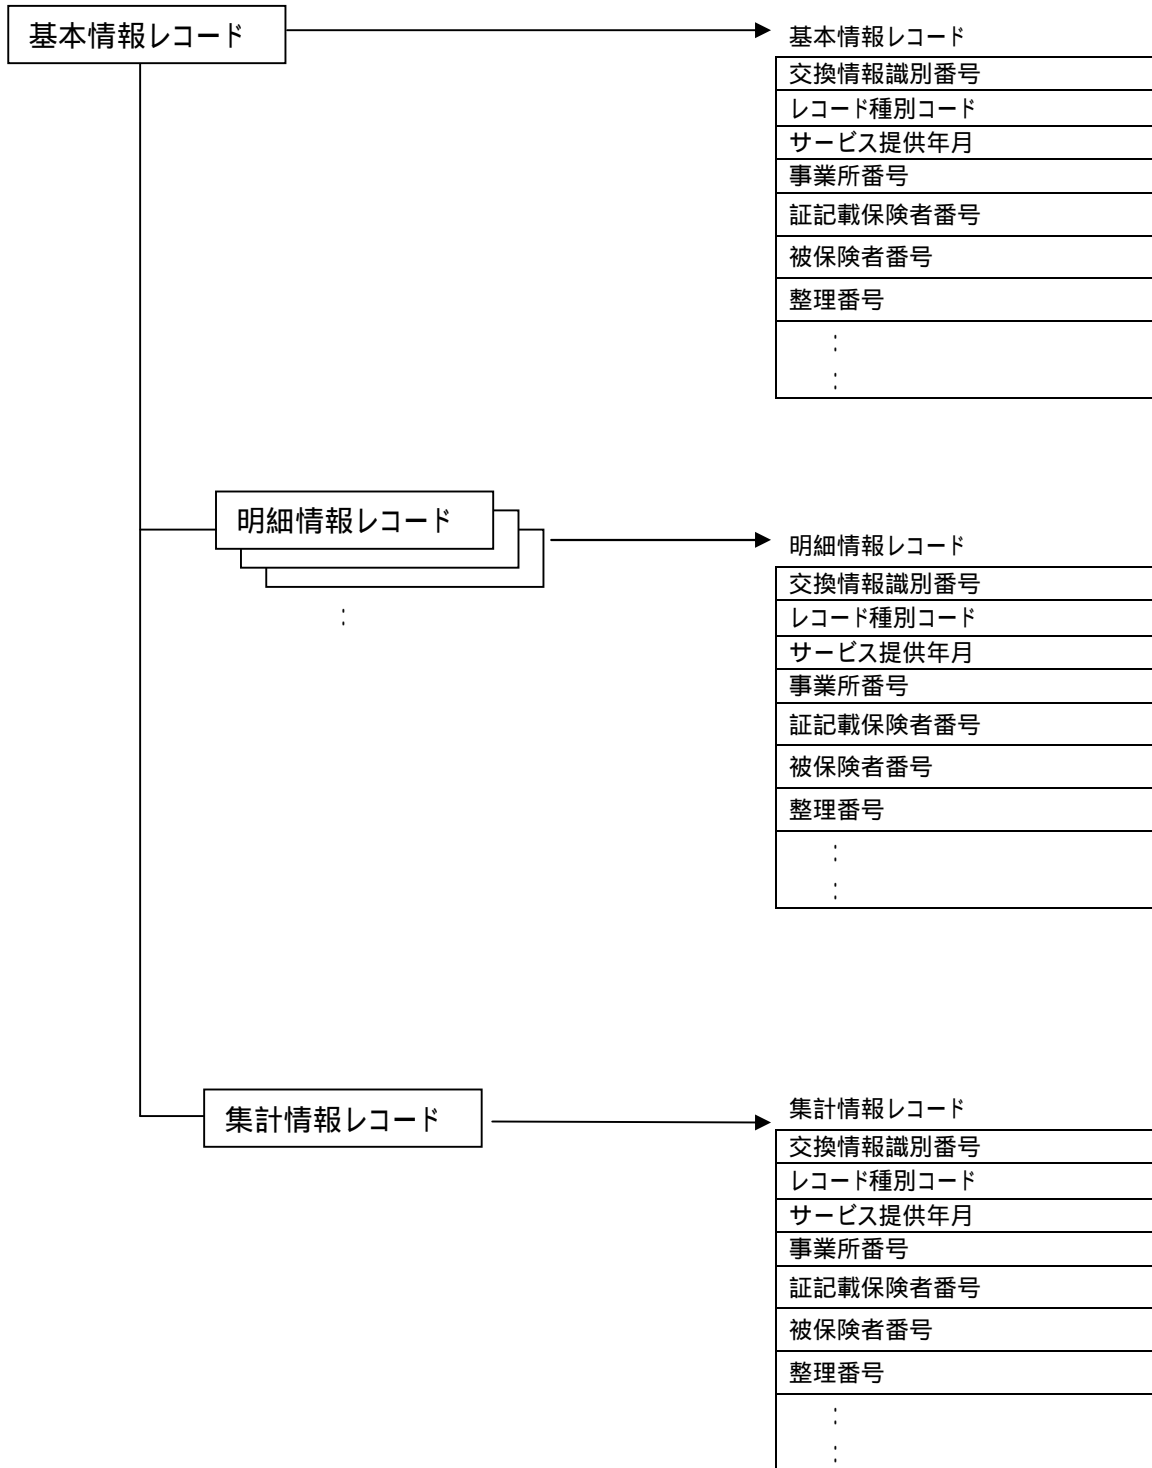 基本情報レコード
基本情報レコード
交換情報識別番号
レコード種別コード
サービス提供年月
事業所番号
証記載保険者番号
被保険者番号
整理番号
:
:
明細情報レコード
:
明細情報レコード
交換情報識別番号
レコード種別コード
サービス提供年月
事業所番号
証記載保険者番号
被保険者番号
整理番号
:
:
集計情報レコード
集計情報レコード
交換情報識別番号
レコード種別コード
サービス提供年月
事業所番号
証記載保険者番号
被保険者番号
整理番号
:
: